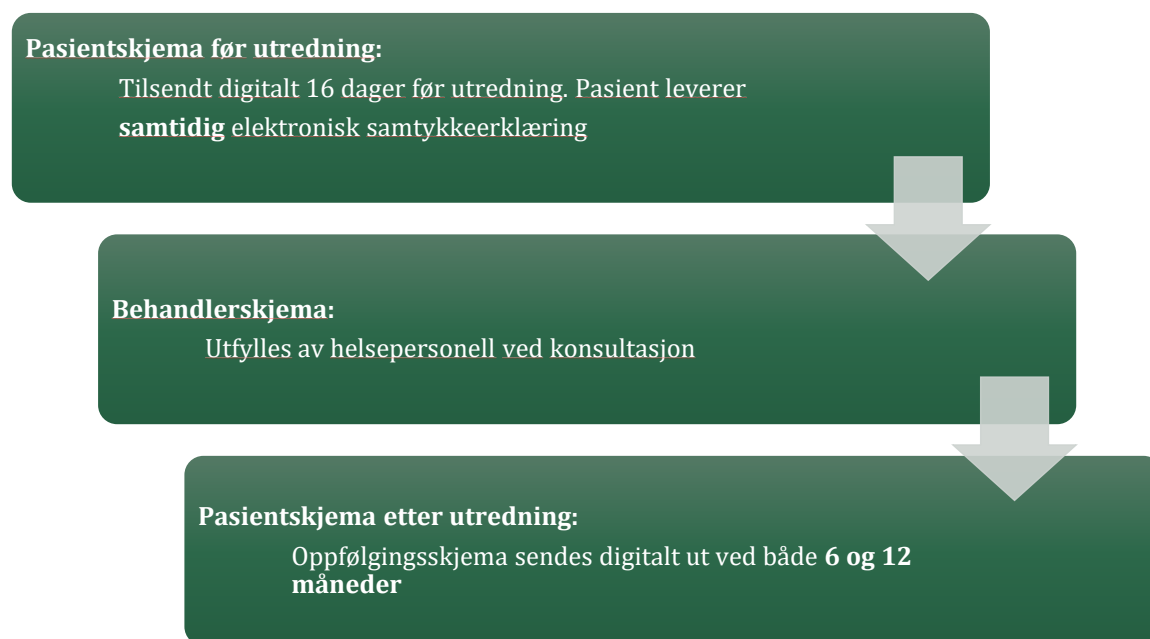 Pasientskjema før utredning:
Tilsendt digitalt 16 dager før utredning. Pasient leverer
samtidig elektronisk samtykkeerklæring
Behandlerskjema:
Utfylles av helsepersonell ved konsultasjon
Pasientskjema etter utredning:
Oppfølgingsskjema sendes digitalt ut ved både 6 og 12
måneder